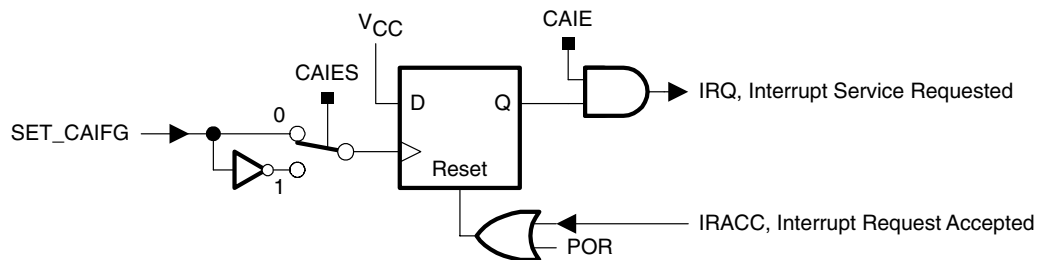 VCC
CAIE
CAIES
D
Q
IRQ, Interrupt Service Requested
0
SET_CAIFG
1
Reset
IRACC, Interrupt Request Accepted
POR